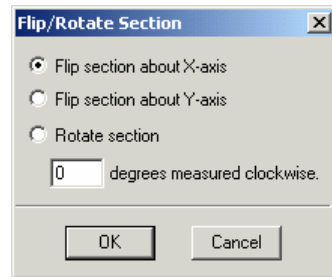 Flip/Rotate Section
Flip section about X-axis
Flip section about Y-axis
Rotate section
0 degrees measured clockwise.
OK Cancel